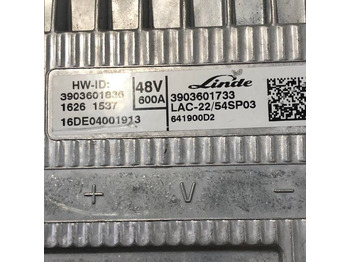 HW-ID:
3903601836
1626 1537
16DE04001913
48V
600A
Linde
3903601733
LAC-22/54SP03
641900D2
+ V -